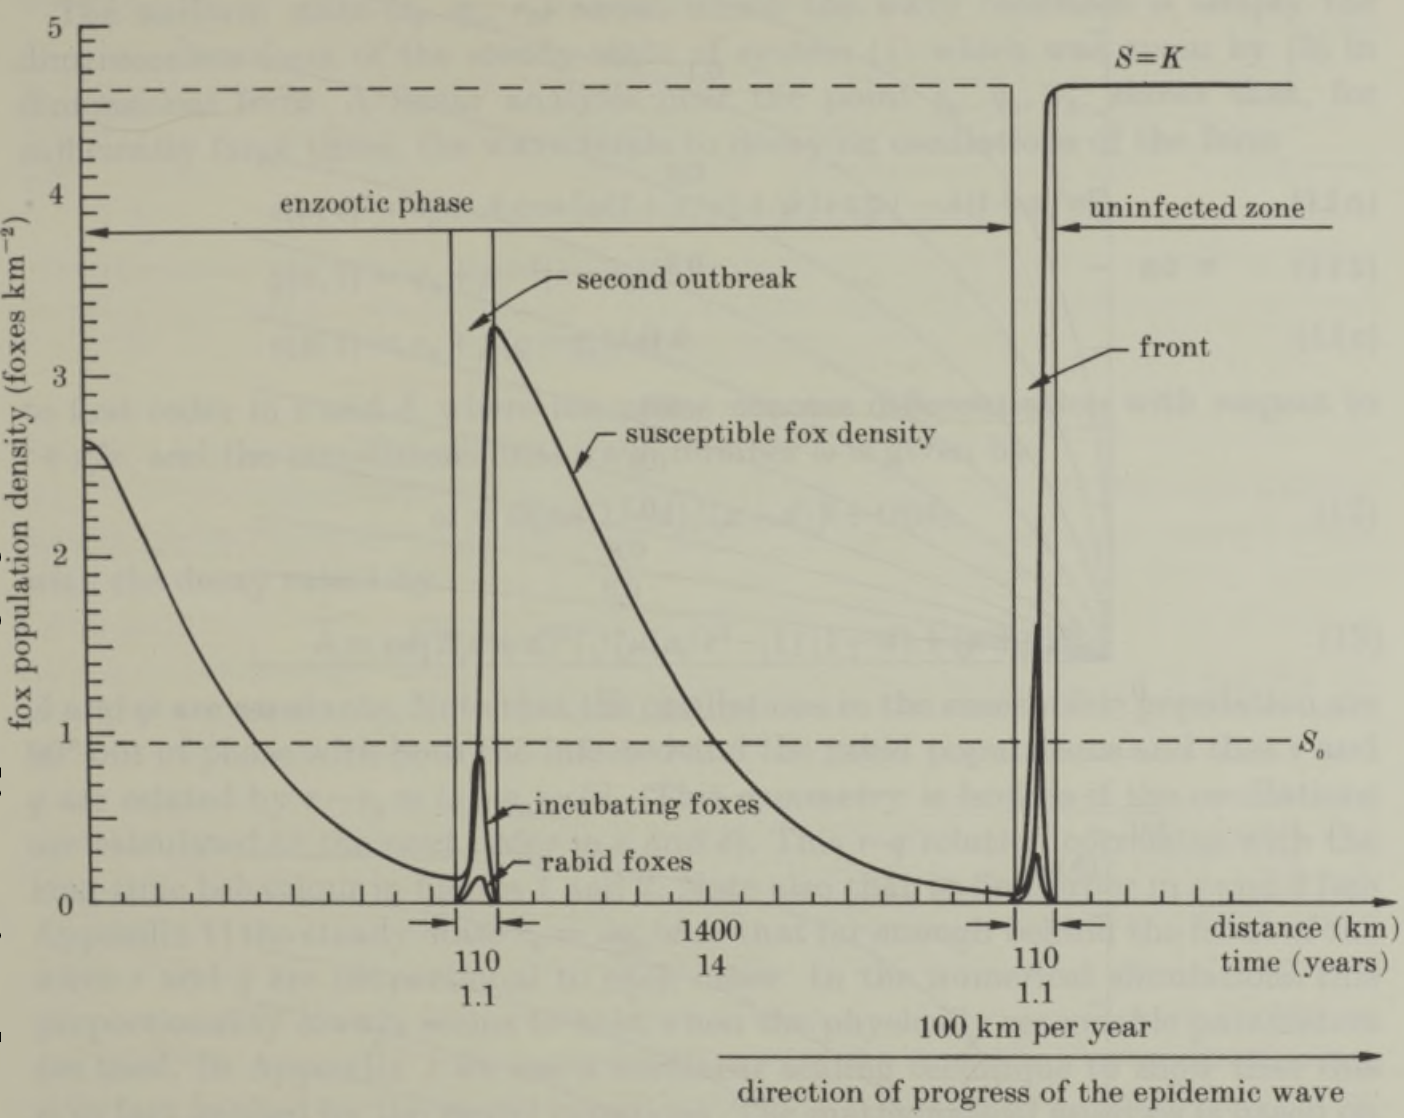 5
S=K
4
enzootic phase
uninfected zone
second outbreak
front
3
susceptible fox density
fox population density (foxes km⁻²)
2
1
S₀
incubating foxes
rabid foxes
0
1400
14
distance (km)
time (years)
110
1.1
110
1.1
100 km per year
direction of progress of the epidemic wave